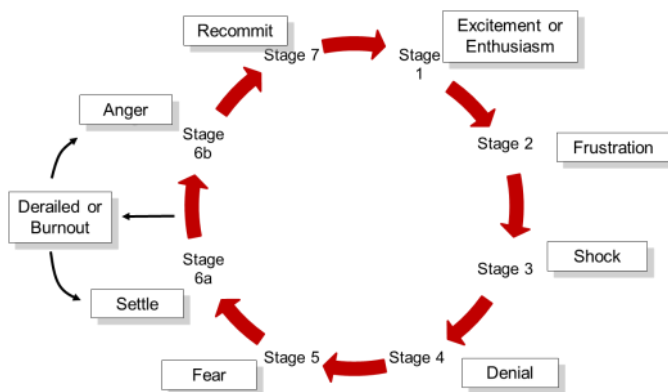 Recommit
Stage 7
Excitement or
Enthusiasm
Stage
1
Stage 2
Frustration
Stage 3
Shock
Stage 4
Denial
Stage 5
Fear
Stage
6a
Settle
Derailed or
Burnout
Stage
6b
Anger